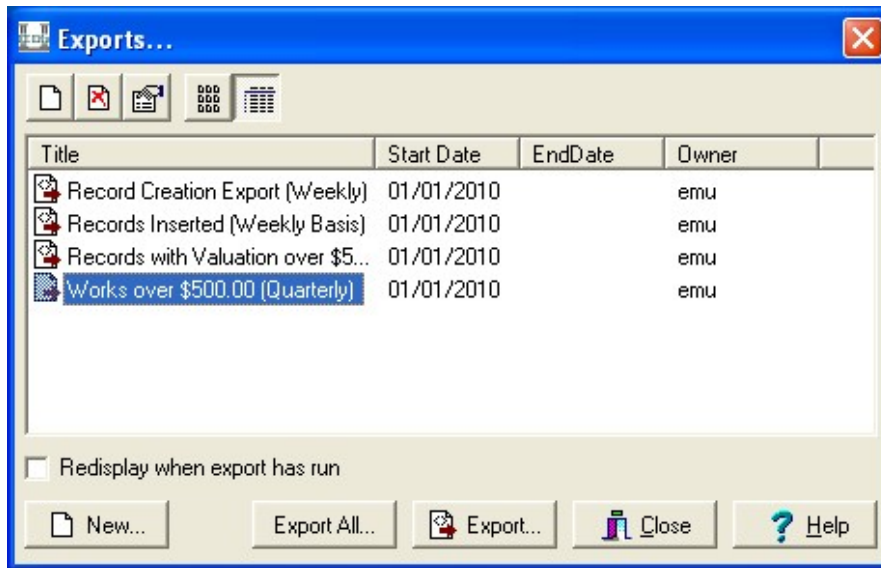 Exports...
Title Start Date EndDate Owner
Record Creation Export (Weekly) 01/01/2010 emu
Records Inserted (Weekly Basis) 01/01/2010 emu
Records with Valuation over $5... 01/01/2010 emu
Works over $500.00 (Quarterly) 01/01/2010 emu
Redisplay when export has run
New... Export All... Export... Close Help